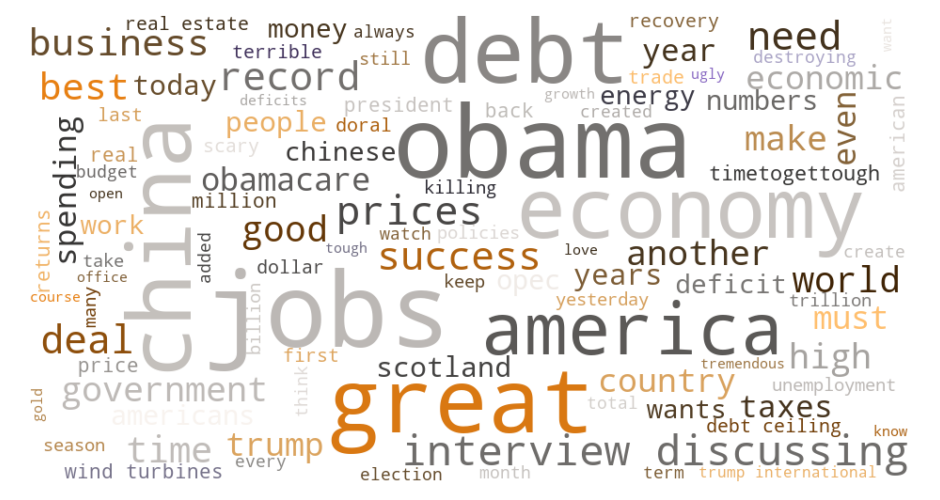 real estate
money
always
debt
recovery
need
want
business
terrible
still
year
destroying
best
today
record
trade
ugly
economic
deficits
president
back
growth
created
energy
numbers
even
american
last
people
doral
obama
make
spending
china
scary
chinese
real
budget
open
obamacare
killing
timetogettough
million
prices
economy
returns
work
good
watch
policies
added
tough
success
love
another
create
take
office
dollar
keep
opec
years
deficit
world
course
many
jobs
billion
yesterday
trillion
america
must
deal
first
price
scotland
tremendous
high
government
think
great
country
unemployment
gold
americans
total
wants
taxes
debt ceiling
know
season
time
trump
interview
discussing
wind turbines
every
election
month
term
trump international